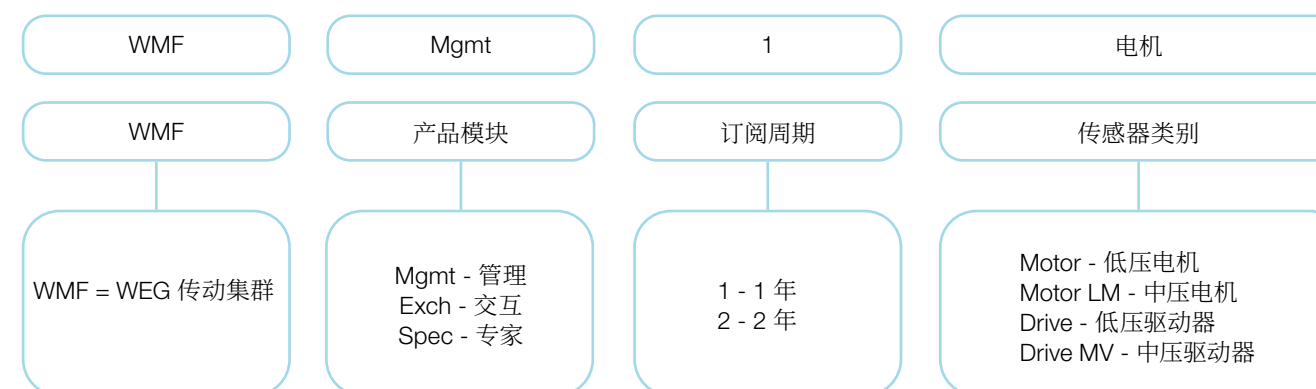 WMF
Mgmt
1
电机
WMF
产品模块
订阅周期
传感器类别
WMF = WEG 传动集群
Mgmt - 管理
Exch - 交互
Spec - 专家
1 - 1 年
2 - 2 年
Motor - 低压电机
Motor LM - 中压电机
Drive - 低压驱动器
Drive MV - 中压驱动器